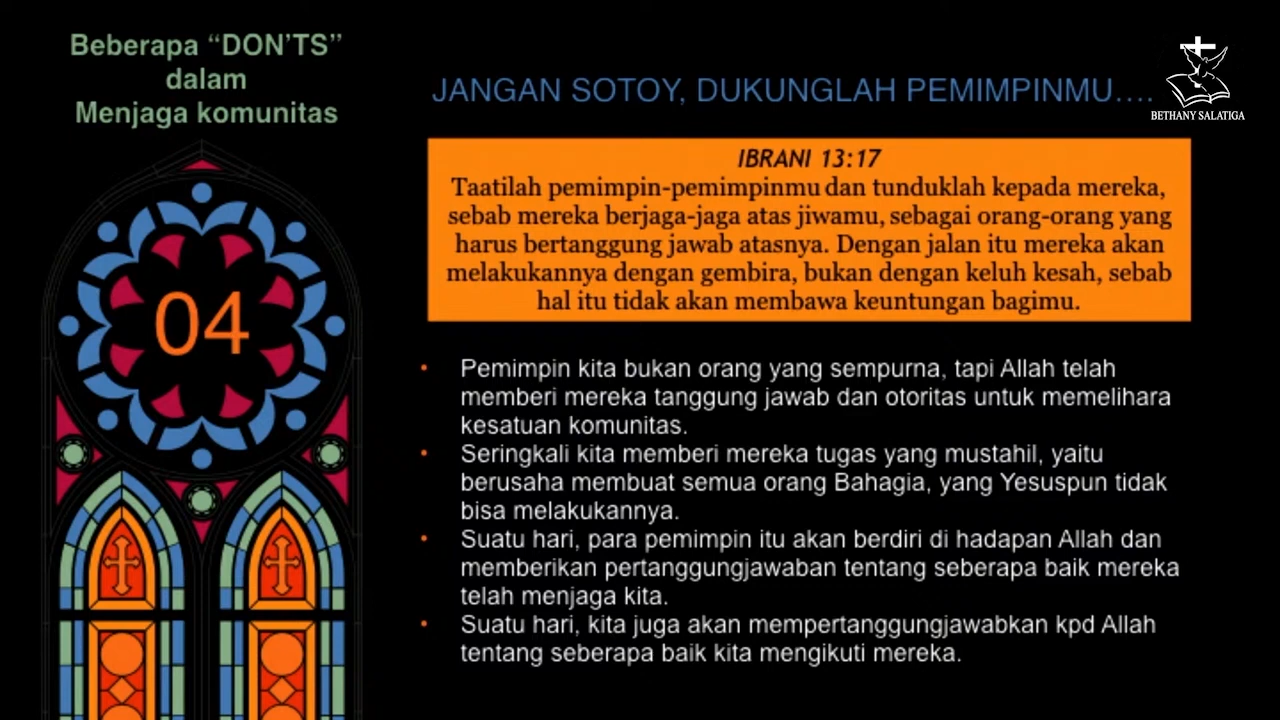 Beberapa “DON’TS”
dalam
Menjaga komunitas
04
JANGAN SOTOY, DUKUNGLAH PEMIMPINMU....
BETHANY SALATIGA
IBRANI 13:17
Taatilah pemimpin-pemimpinmu dan tunduklah kepada mereka,
sebab mereka berjaga-jaga atas jiwamu, sebagai orang-orang yang
harus bertanggung jawab atasnya. Dengan jalan itu mereka akan
melakukannya dengan gembira, bukan dengan keluh kesah, sebab
hal itu tidak akan membawa keuntungan bagimu.
• Pemimpin kita bukan orang yang sempurna, tapi Allah telah
memberi mereka tanggung jawab dan otoritas untuk memelihara
kesatuan komunitas.
• Seringkali kita memberi mereka tugas yang mustahil, yaitu
berusaha membuat semua orang Bahagia, yang Yesuspun tidak
bisa melakukannya.
• Suatu hari, para pemimpin itu akan berdiri di hadapan Allah dan
memberikan pertanggungjawaban tentang seberapa baik mereka
telah menjaga kita.
• Suatu hari, kita juga akan mempertanggungjawabkan kpd Allah
tentang seberapa baik kita mengikuti mereka.